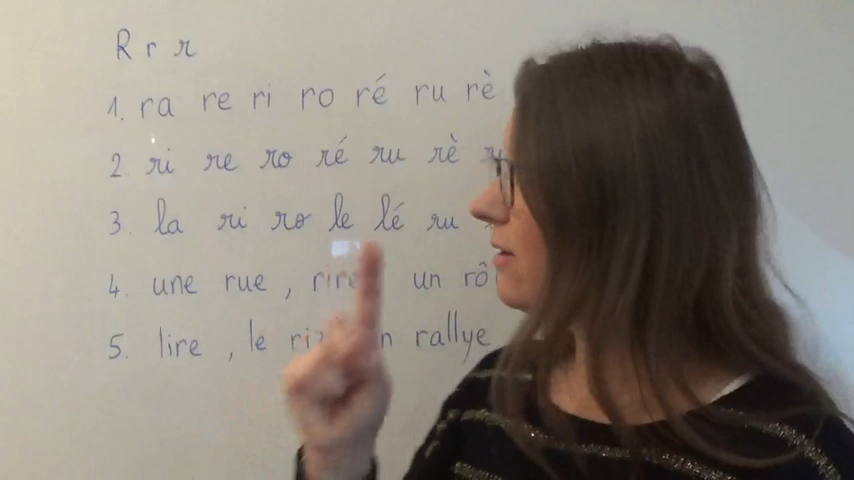 R r r
1. ra re ri ro ré ru rè
2 ri re ro ré ru rè
3. la ri ro le lé ru
4. une rue , rire un
5. lire , le rallye